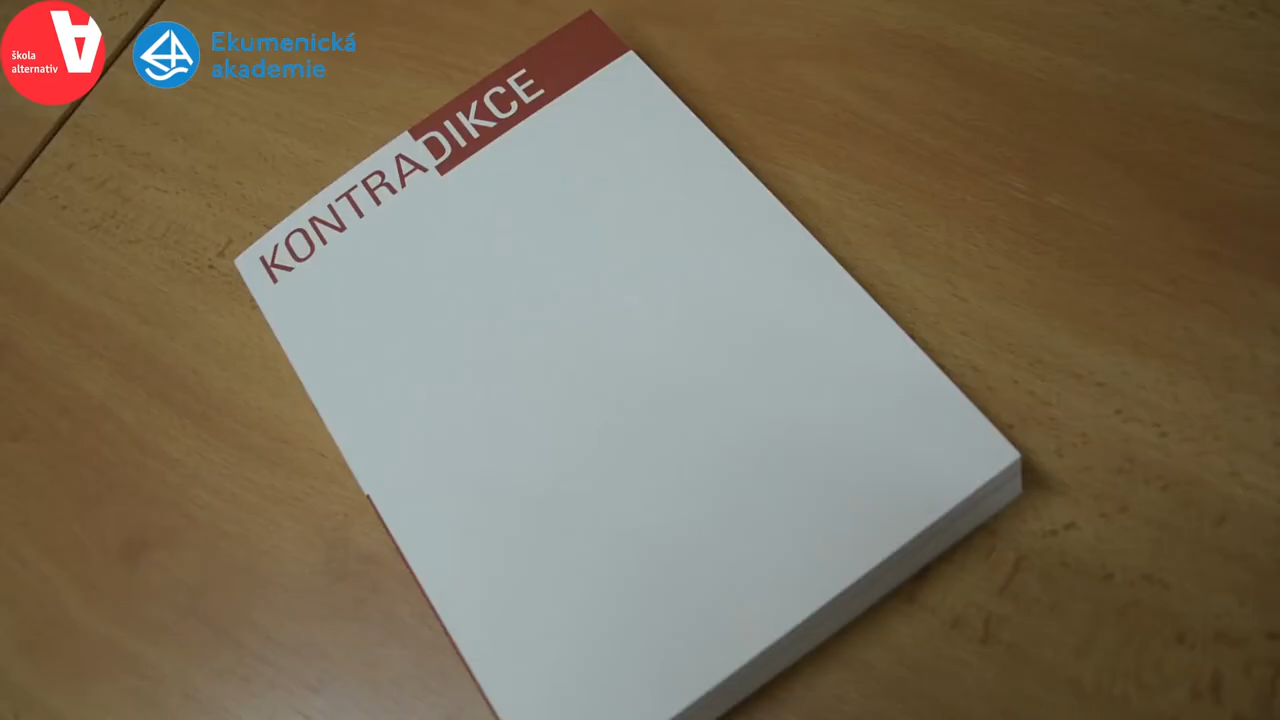 škola
alternativ
Ekumenická
akademie
KONTRADIKCE